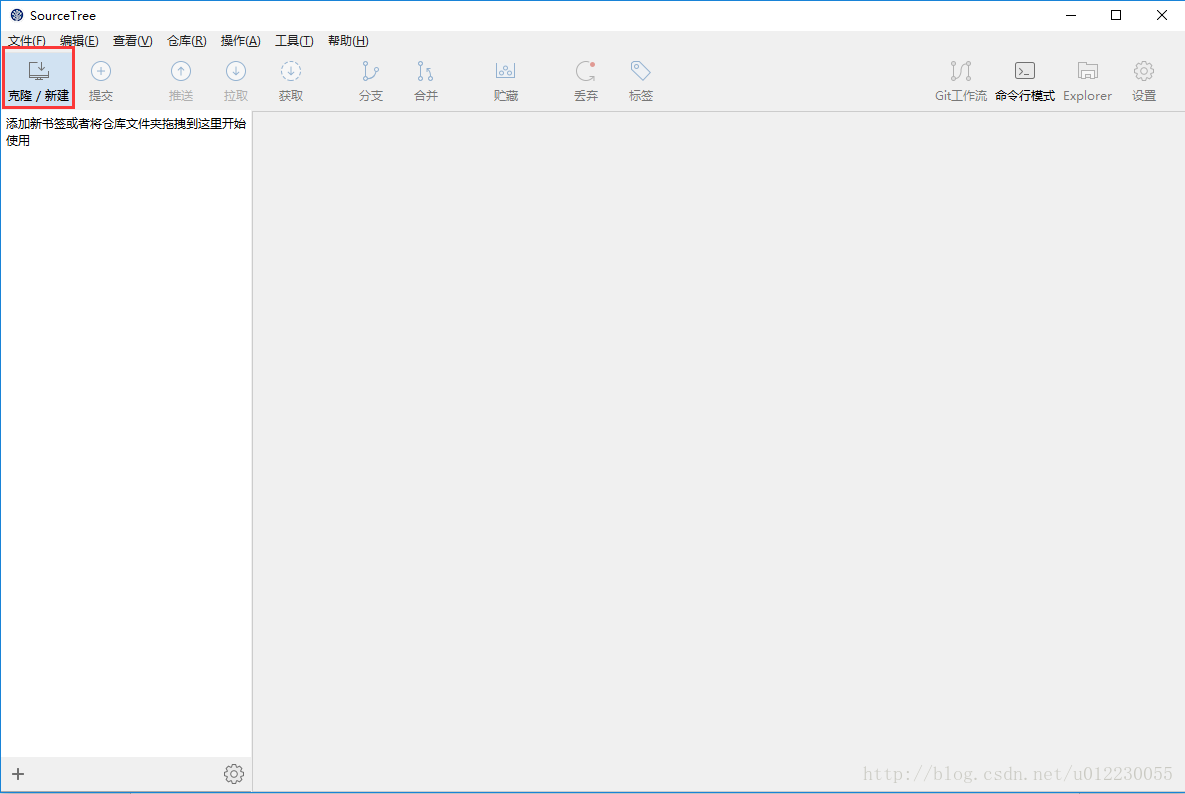 SourceTree
文件(F) 编辑(E) 查看(V) 仓库(R) 操作(A) 工具(T) 帮助(H)
克隆 / 新建 提交 推送 拉取 获取 分支 合并 贮藏 丢弃 标签 Git工作流 命令行模式 Explorer 设置
添加新书签或者将仓库文件夹拖拽到这里开始
使用
http://blog.csdn.net/u012230055